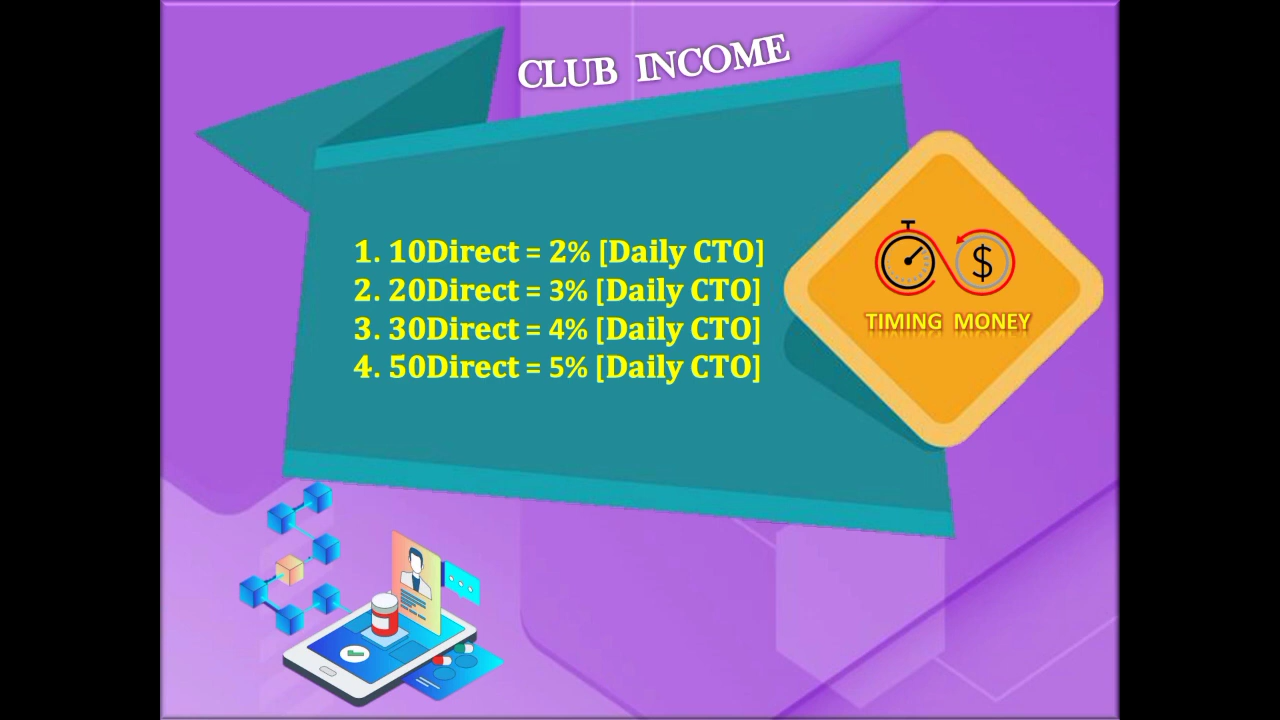 CLUB INCOME
1. 10Direct = 2% [Daily CTO]
2. 20Direct = 3% [Daily CTO]
3. 30Direct = 4% [Daily CTO]
4. 50Direct = 5% [Daily CTO]
$
TIMING MONEY